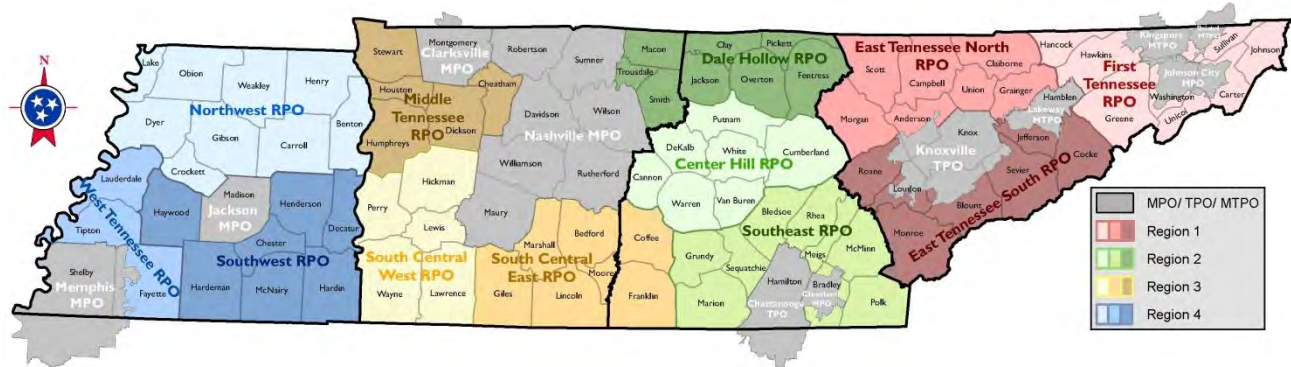 N
Lake
Obion
Weakley
Henry
Northwest RPO
Dyer
Gibson
Carroll
Benton
Crockett
Lauderdale
Tipton
West Tennessee RPO
Haywood
Madison
Jackson
MPO
Henderson
Decatur
Chester
Southwest RPO
Shelby
Memphis
MPO
Fayette
Hardeman
McNairy
Hardin
Stewart
Montgomery
Clarksville
MPO
Robertson
Sumner
Houston
Middle
Tennessee
RPO
Cheatham
Dickson
Humphreys
Davidson
Wilson
Nashville MPO
Williamson
Rutherford
Maury
Hickman
Perry
Lewis
South Central
West RPO
Wayne
Lawrence
Marshall
Bedford
South Central
East RPO
Moore
Giles
Lincoln
Coffee
Franklin
Macon
Trousdale
Smith
Clay
Pickett
Dale Hollow RPO
Jackson
Overton
Fentress
Putnam
DeKalb
White
Cumberland
Center Hill RPO
Cannon
Warren
Van Buren
Bledsoe
Rhea
Southeast RPO
McMinn
Meigs
Grundy
Sequatchie
Hamilton
Bradley
Cleveland
MPO
Chattanooga
TPO
Marion
Polk
East Tennessee North
RPO
Scott
Claiborne
Campbell
Union
Grainger
Morgan
Anderson
Hancock
Hawkins
Kingsport
MTPO
Sullivan
Johnson
First
Tennessee
RPO
Johnson City
MPO
Washington
Carter
Greene
Unicoi
Hamblen
Lakeway
MTPO
Knox
Jefferson
Knoxville
TPO
Cocke
Roane
Sevier
Loudon
Blount
Monroe
East Tennessee South RPO
MPO/ TPO/ MTPO
Region 1
Region 2
Region 3
Region 4